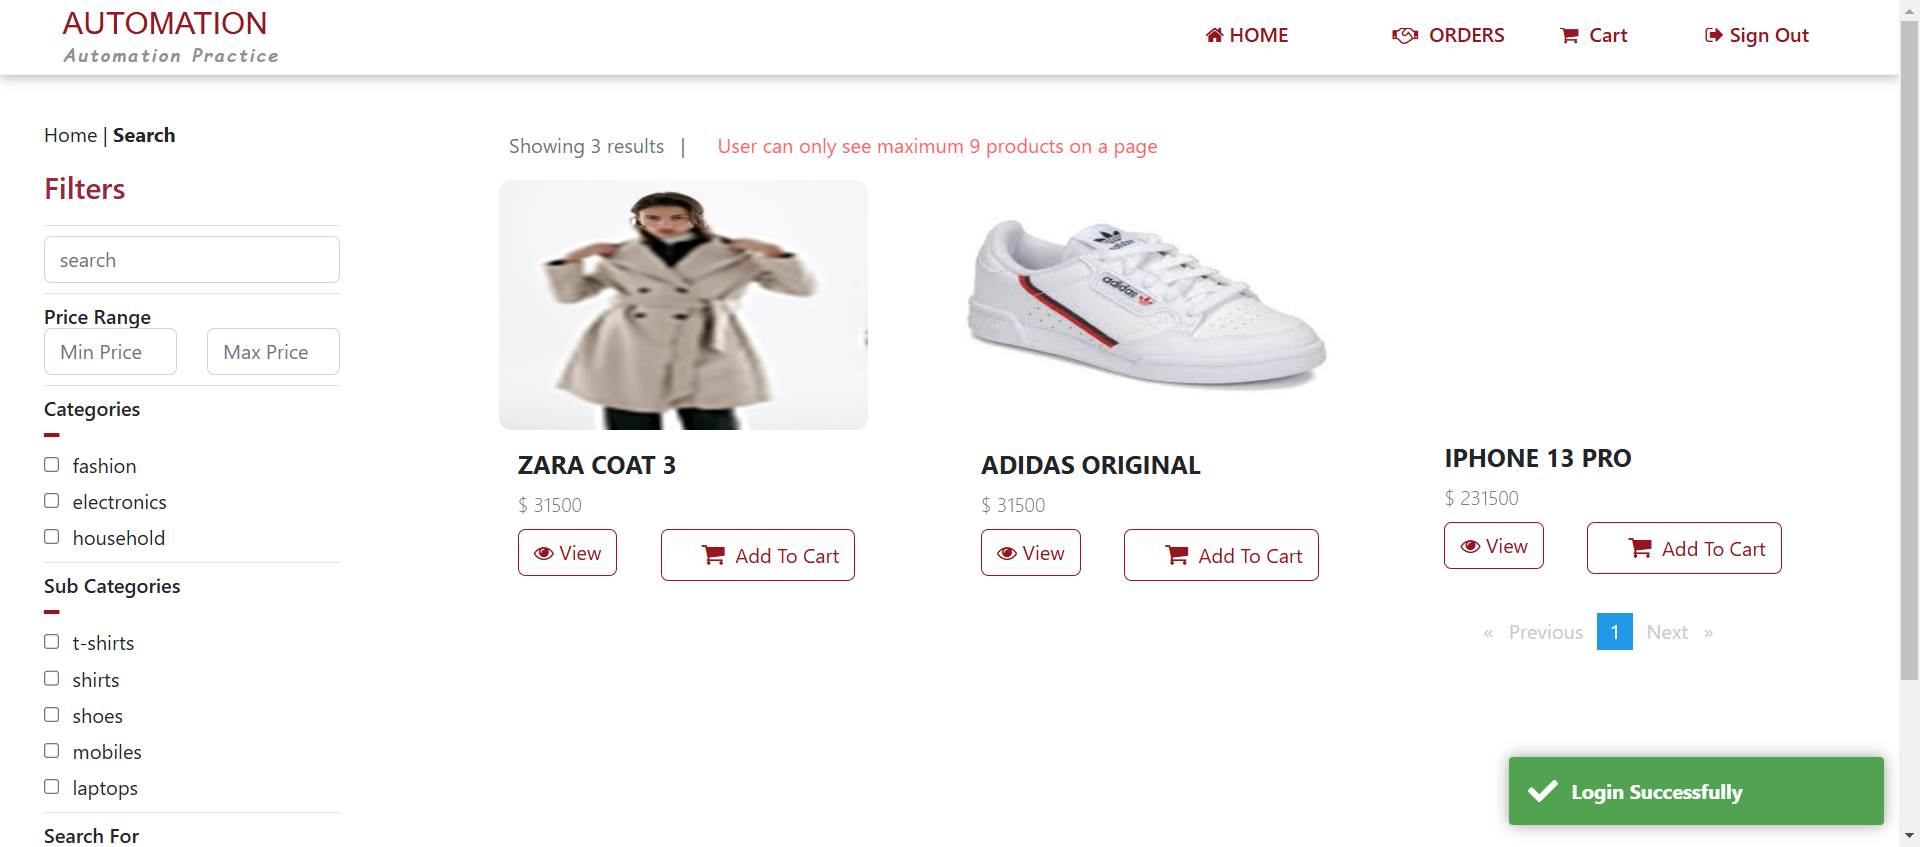 AUTOMATION
Automation Practice
HOME
ORDERS
Cart
Sign Out
Home | Search
Filters
search
Price Range
Min Price
Max Price
Categories
fashion
electronics
household
Sub Categories
t-shirts
shirts
shoes
mobiles
laptops
Search For
Showing 3 results |
User can only see maximum 9 products on a page
adidas
adidas
ZARA COAT 3
$ 31500
View
Add To Cart
ADIDAS ORIGINAL
$ 31500
View
Add To Cart
IPHONE 13 PRO
$ 231500
View
Add To Cart
« Previous 1 Next »
Login Successfully